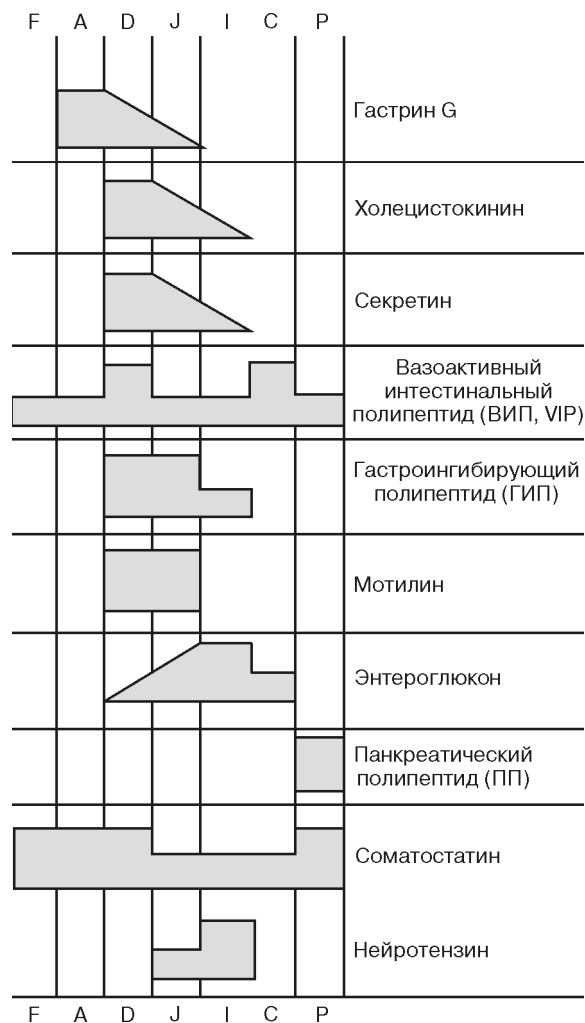 F A D J I C P
Гастрин G
Холецистокинин
Секретин
Вазоактивный
интестинальный
полипептид (ВИП, VIP)
Гастроингибирующий
полипептид (ГИП)
Мотилин
Энтероглюкон
Панкреатический
полипептид (ПП)
Соматостатин
Нейротензин
F A D J I C P